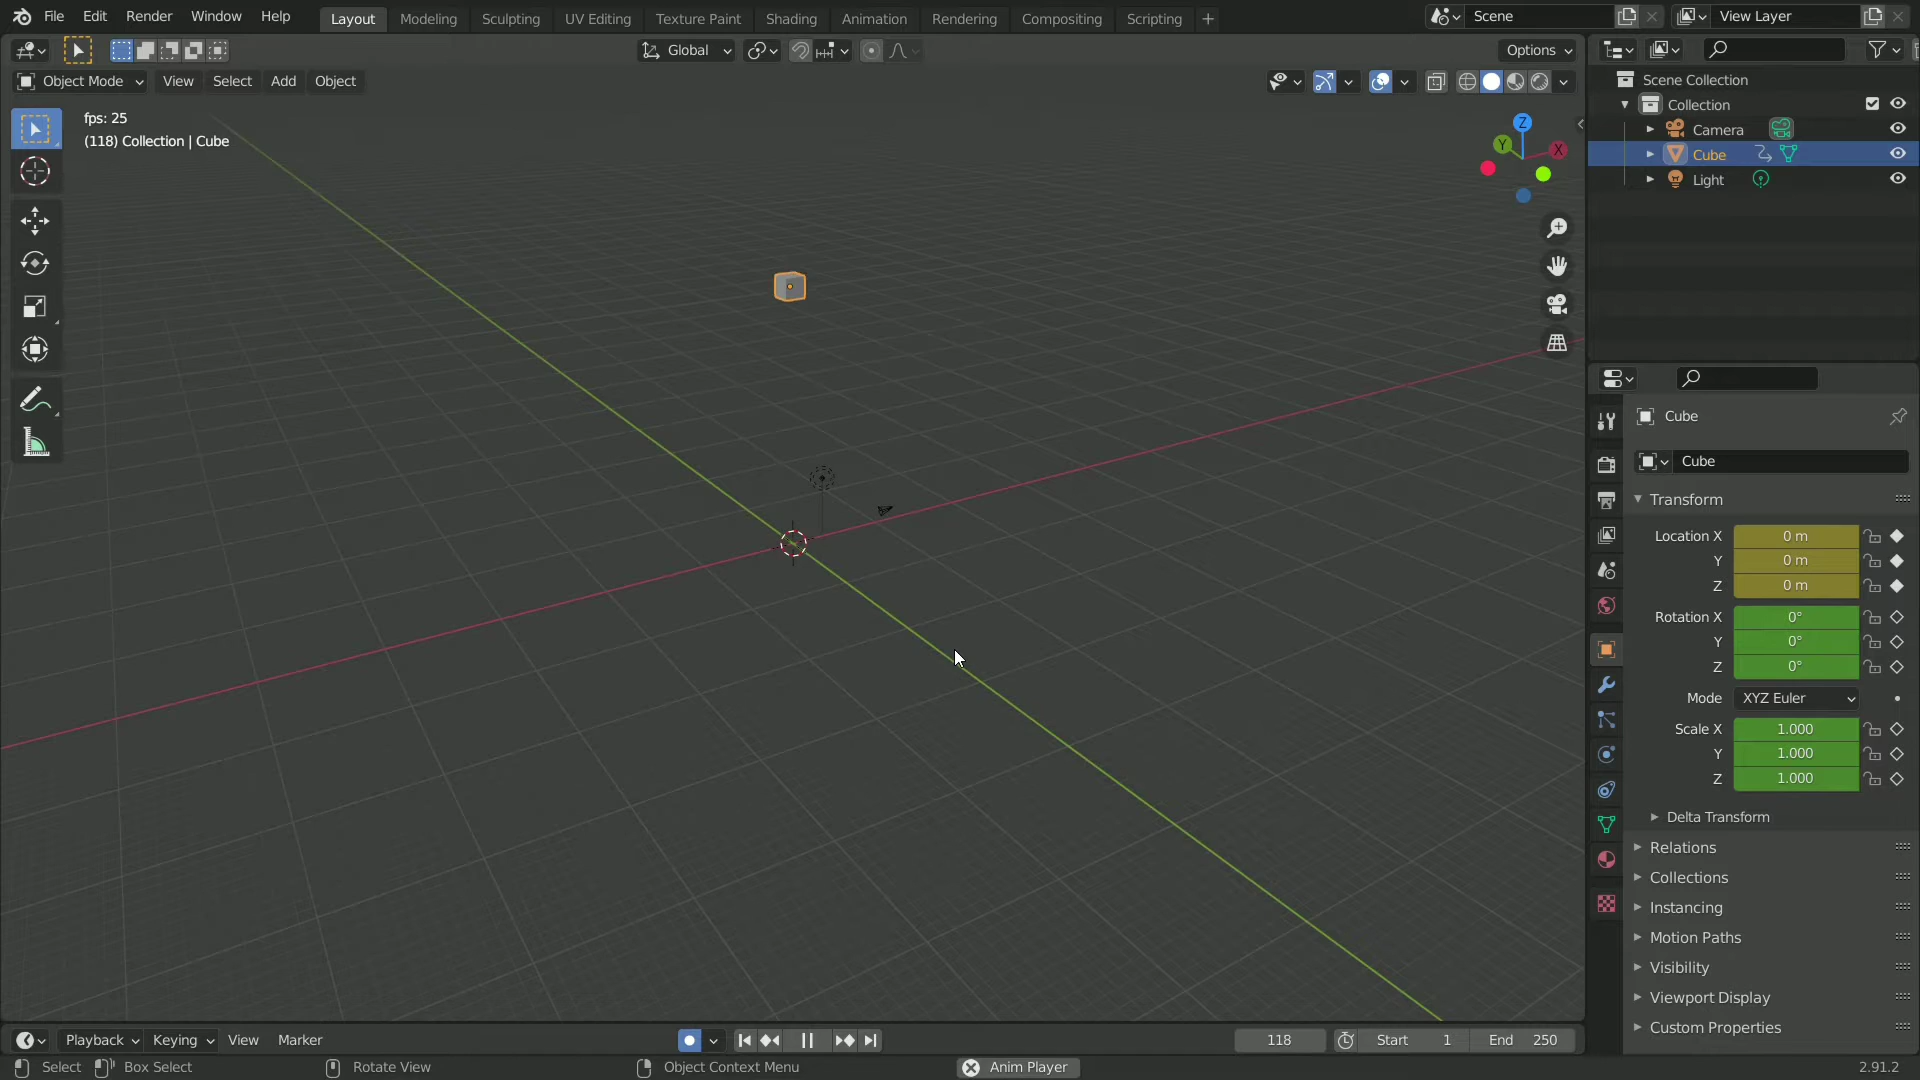 File Edit Render Window Help Layout Modeling Sculpting UV Editing Texture Paint Shading Animation Rendering Compositing Scripting + Scene View Layer
Global Options
Object Mode View Select Add Object
fps: 25
(118) Collection | Cube
Z
Y
X
Scene Collection
Collection
Camera
Cube
Light
Cube
Cube
Transform
Location X 0 m
Y 0 m
Z 0 m
Rotation X 0°
Y 0°
Z 0°
Mode XYZ Euler
Scale X 1.000
Y 1.000
Z 1.000
Delta Transform
Relations
Collections
Instancing
Motion Paths
Visibility
Viewport Display
Custom Properties
Playback Keying View Marker 118 Start 1 End 250
Select Box Select Rotate View Object Context Menu Anim Player 2.91.2